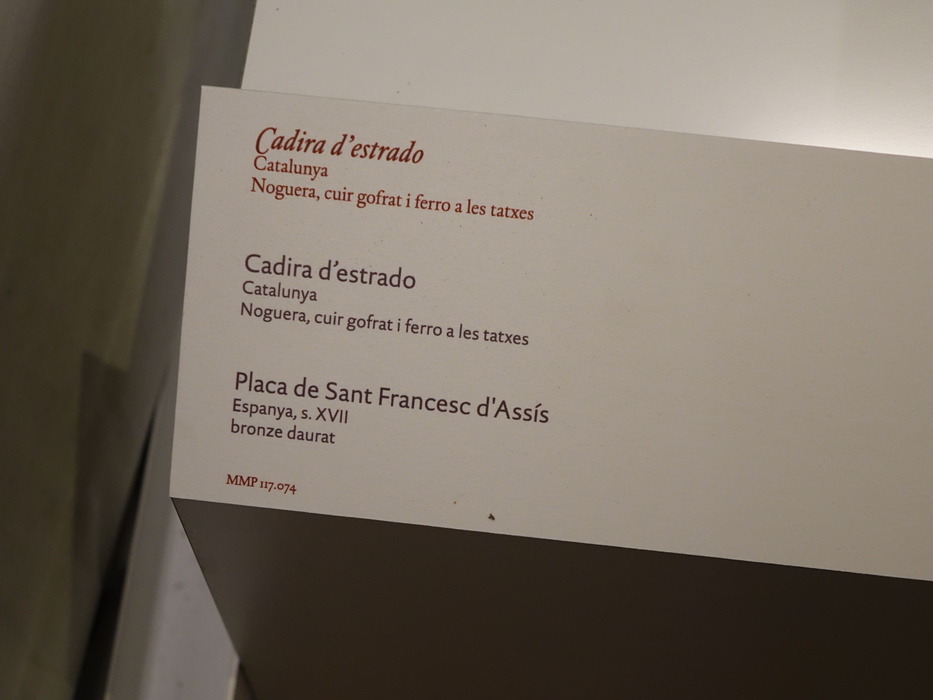 Cadira d’estrado
Catalunya
Noguera, cuir gofrat i ferro a les tatxes
Cadira d’estrado
Catalunya
Noguera, cuir gofrat i ferro a les tatxes
Placa de Sant Francesc d'Assís
Espanya, s. XVII
bronze daurat
MMP 117.074